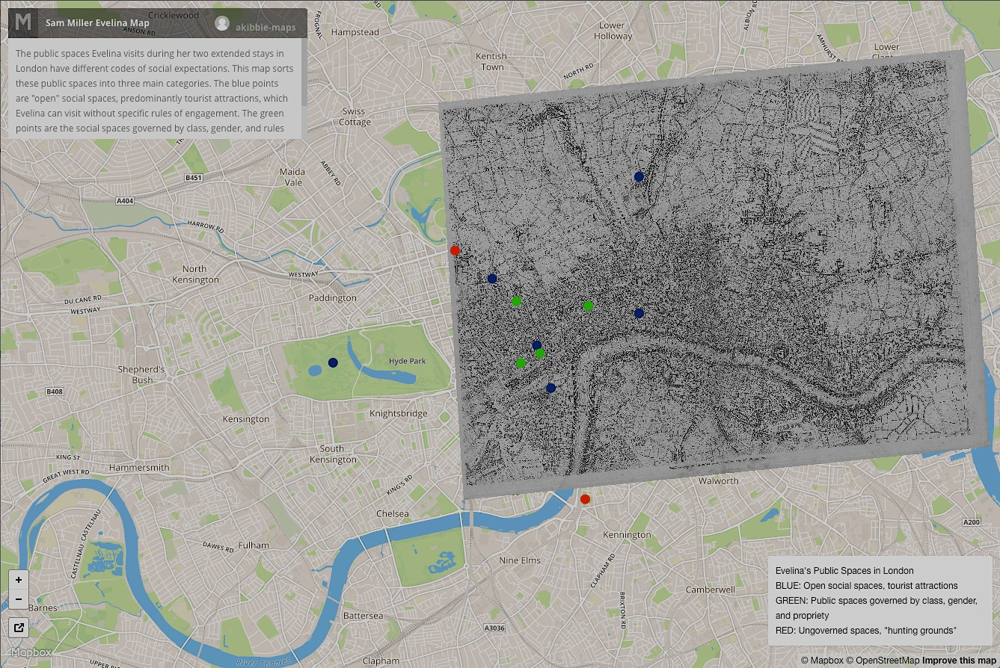 M
Sam Miller Evelina Map
akibbie-maps
The public spaces Evelina visits during her two extended stays in
London have different codes of social expectations. This map sorts
these public spaces into three main categories. The blue points
are "open" social spaces, predominantly tourist attractions, which
Evelina can visit without specific rules of engagement. The green
points are the social spaces governed by class, gender, and rules
Cricklewood
ANSON RD
FROGNAL
Hampstead
Lower
Holloway
ALBION RD
AMHURST RD
Lower
Kentish
Town
NORTH RD
Swiss
Cottage
Maida
Vale
ABBEY RD
B451
A404
HARROW RD
North
Kensington
WESTWAY
DU CANE RD
WESTWAY
Paddington
Hyde Park
Shepherd's
Bush
B408
Kensington
Knightsbridge
South
Kensington
KING ST
GREAT WEST RD
Hammersmith
KING'S RD
Chelsea
Walworth
CASTELNAU
CASTELNAU
DAWES RD
Fulham
Kennington
Nine Elms
CLAPHAM RD
A200
Camberwell
BRIXTON RD
Barnes
Battersea
A3036
Clapham
River Thames
UPPER RI
+
−
Mapbox
Evelina's Public Spaces in London
BLUE: Open social spaces, tourist attractions
GREEN: Public spaces governed by class, gender,
and propriety
RED: Ungoverned spaces, "hunting grounds"
© Mapbox © OpenStreetMap Improve this map